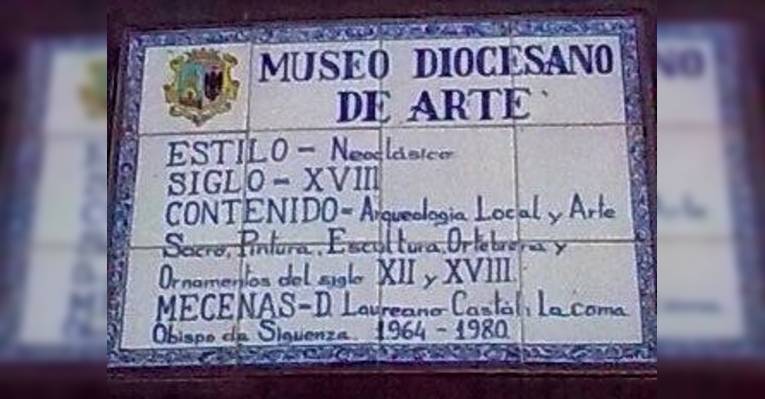 MUSEO DIOCESANO
DE ARTE
ESTILO - Neoclásico
SIGLO - XVIII
CONTENIDO - Arqueologia Local y Arte
Sacro, Pintura, Escultura, Orfebreria y
Ornamentos del siglo XII y XVIII
MECENAS - D. Laureano Castán Lacoma
Obispo de Siguenza. 1964 - 1980